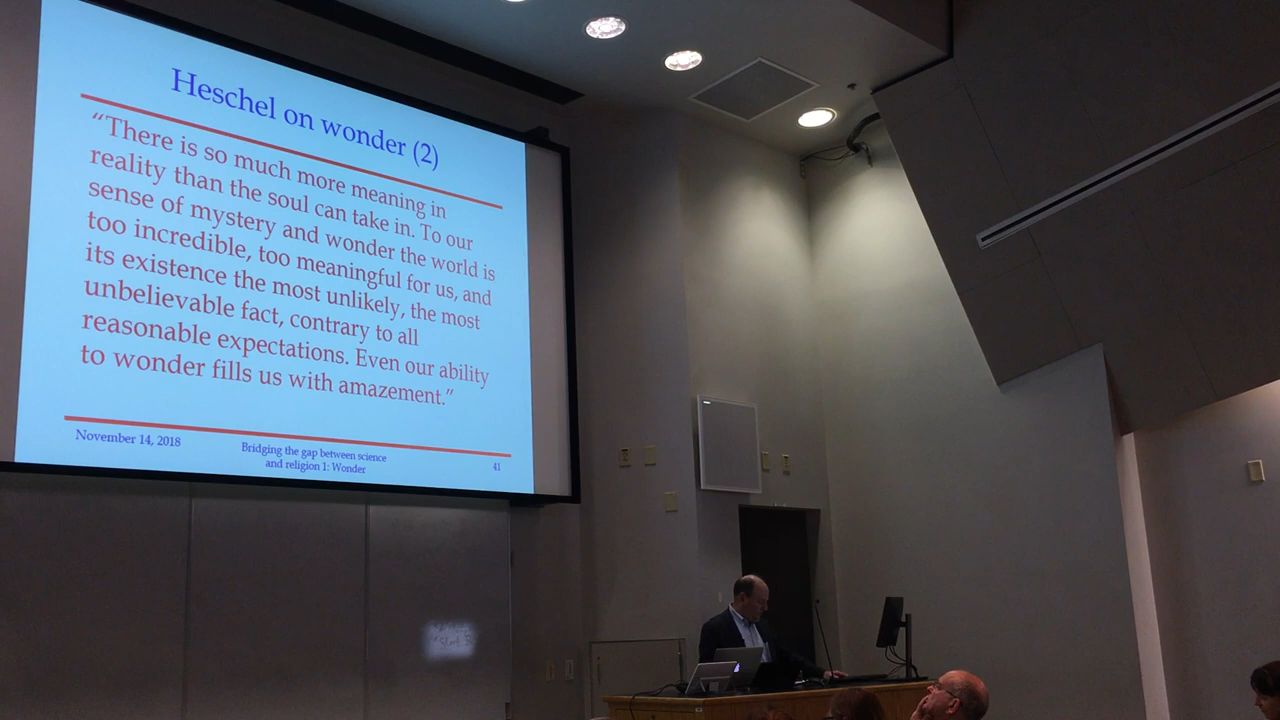 Heschel on wonder (2)
“There is so much more meaning in
reality than the soul can take in. To our
sense of mystery and wonder the world is
too incredible, too meaningful for us, and
its existence the most unlikely, the most
unbelievable fact, contrary to all
reasonable expectations. Even our ability
to wonder fills us with amazement.”
November 14, 2018
Bridging the gap between science
and religion 1: Wonder
41